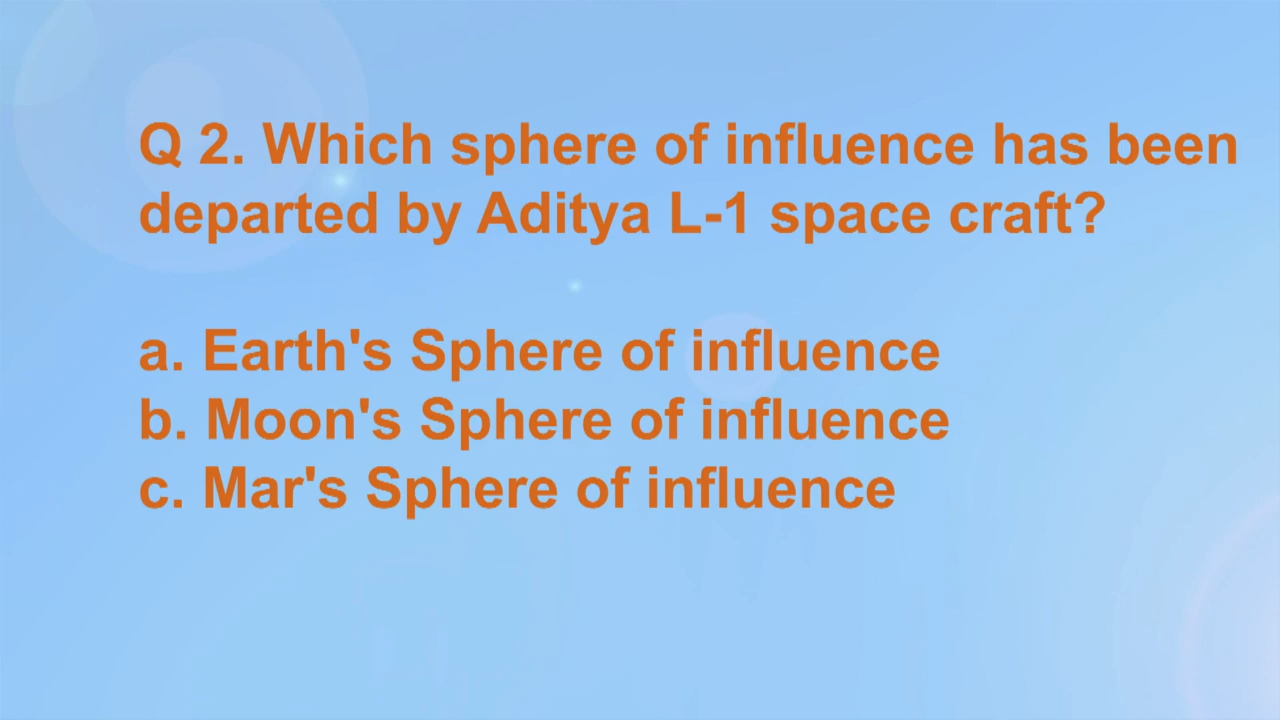 Q 2. Which sphere of influence has been
departed by Aditya L-1 space craft?
a. Earth's Sphere of influence
b. Moon's Sphere of influence
c. Mar's Sphere of influence